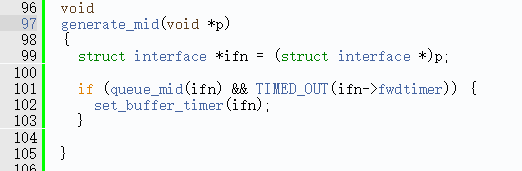 96 void
97 generate_mid(void *p)
98 {
99 struct interface *ifn = (struct interface *)p;
100
101 if (queue_mid(ifn) && TIMED_OUT(ifn->fwdtimer)) {
102 set_buffer_timer(ifn);
103 }
104
105 }
106